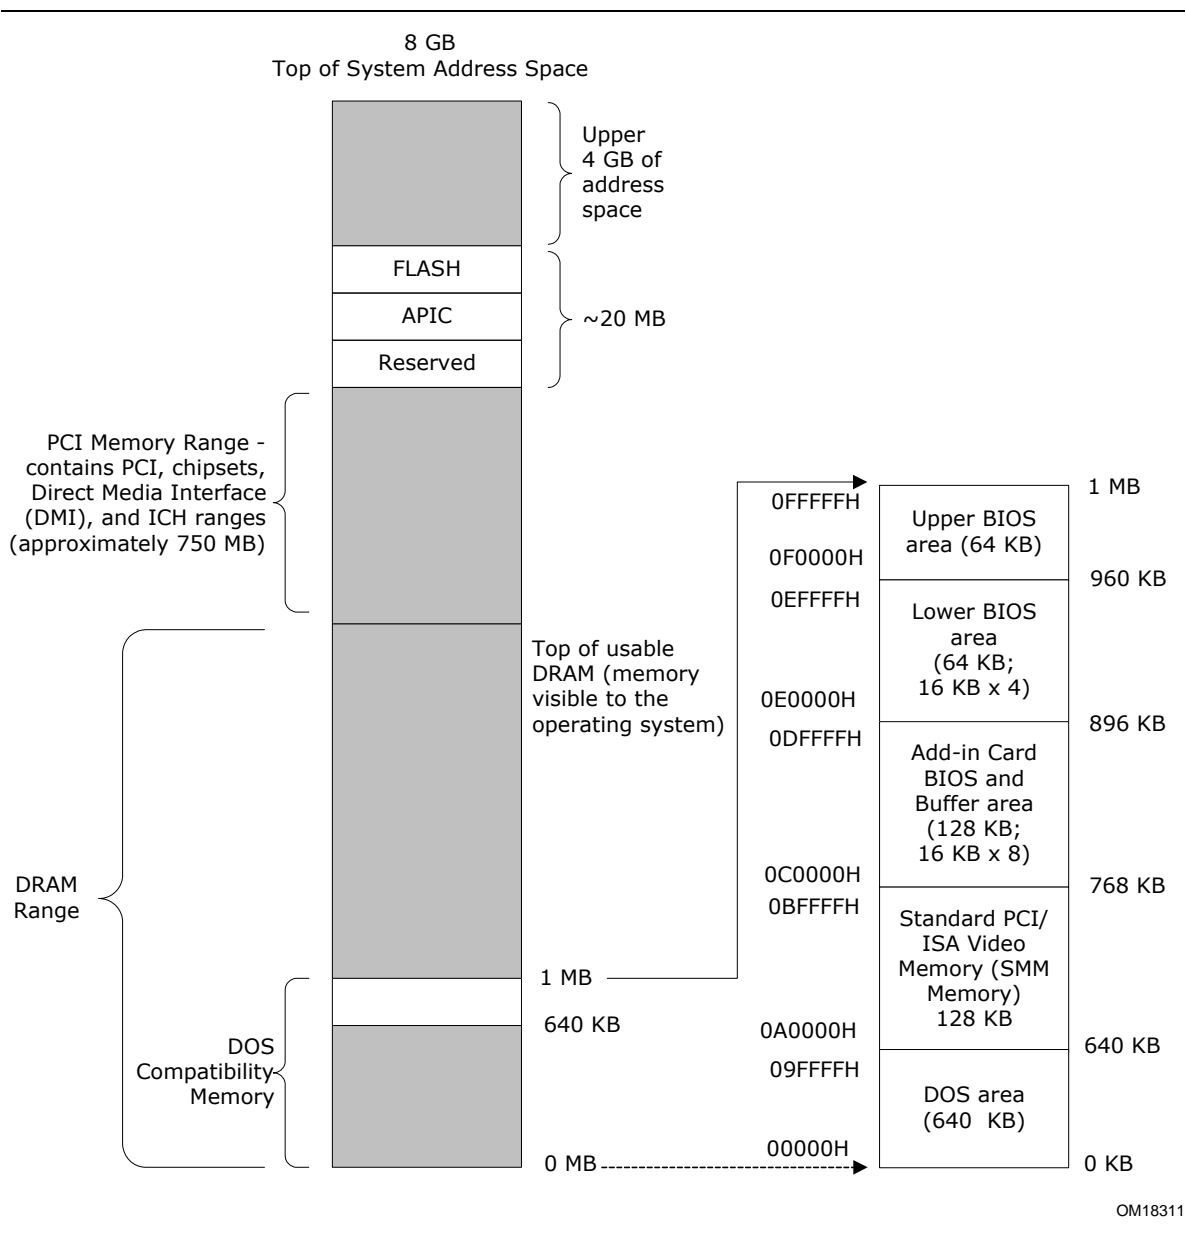 8 GB
Top of System Address Space
Upper
4 GB of
address
space
FLASH
APIC
Reserved
~20 MB
PCI Memory Range -
contains PCI, chipsets,
Direct Media Interface
(DMI), and ICH ranges
(approximately 750 MB)
Top of usable
DRAM (memory
visible to the
operating system)
DRAM
Range
1 MB
640 KB
DOS
Compatibility
Memory
0 MB
0FFFFFH
0F0000H
0EFFFFH
0E0000H
0DFFFFH
0C0000H
0BFFFFH
0A0000H
09FFFFH
00000H
Upper BIOS
area (64 KB)
Lower BIOS
area
(64 KB;
16 KB x 4)
Add-in Card
BIOS and
Buffer area
(128 KB;
16 KB x 8)
Standard PCI/
ISA Video
Memory (SMM
Memory)
128 KB
DOS area
(640 KB)
1 MB
960 KB
896 KB
768 KB
640 KB
0 KB
OM18311